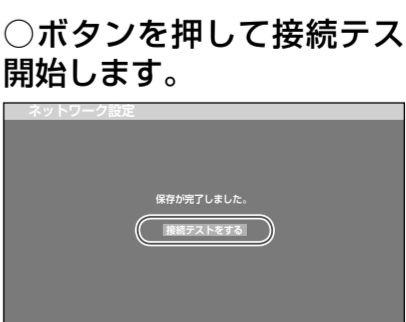 ○ボタンを押して接続テス
開始します。
ネットワーク設定
保存が完了しました。
接続テストをする